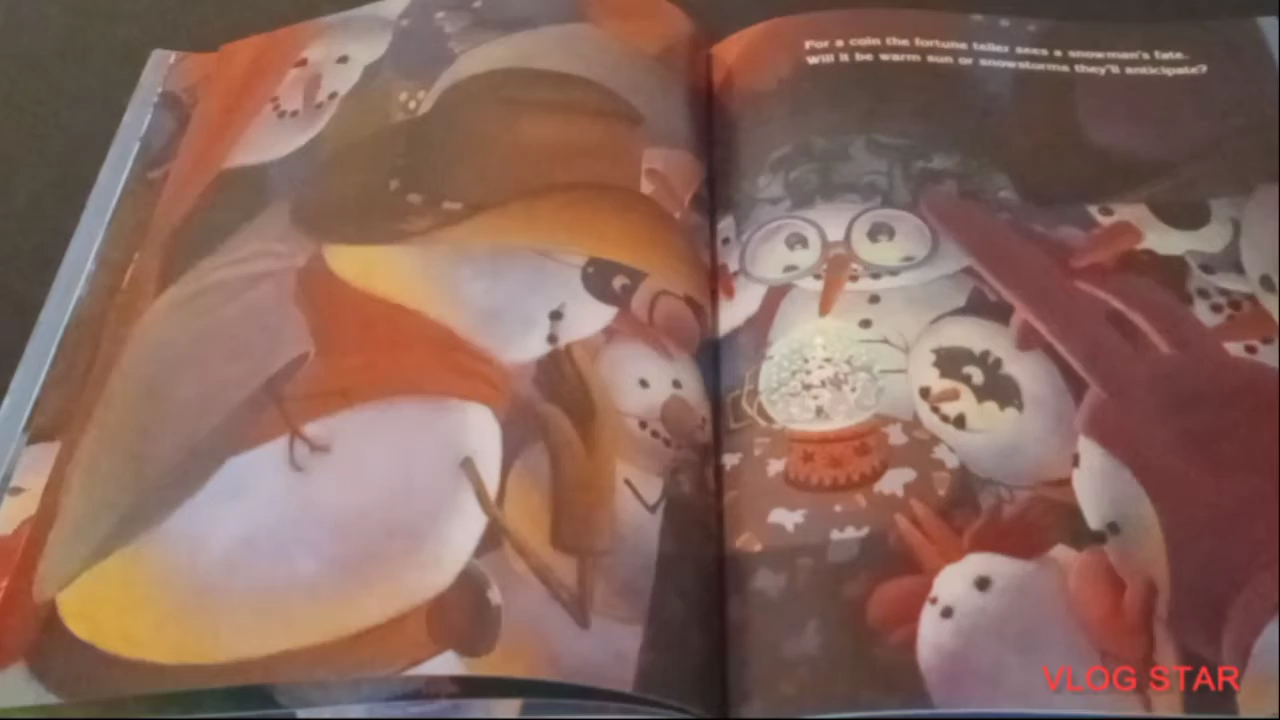 For a coin the fortune teller sees a snowman's fate.
Will it be warm sun or snowstorms they'll anticipate?
VLOG STAR